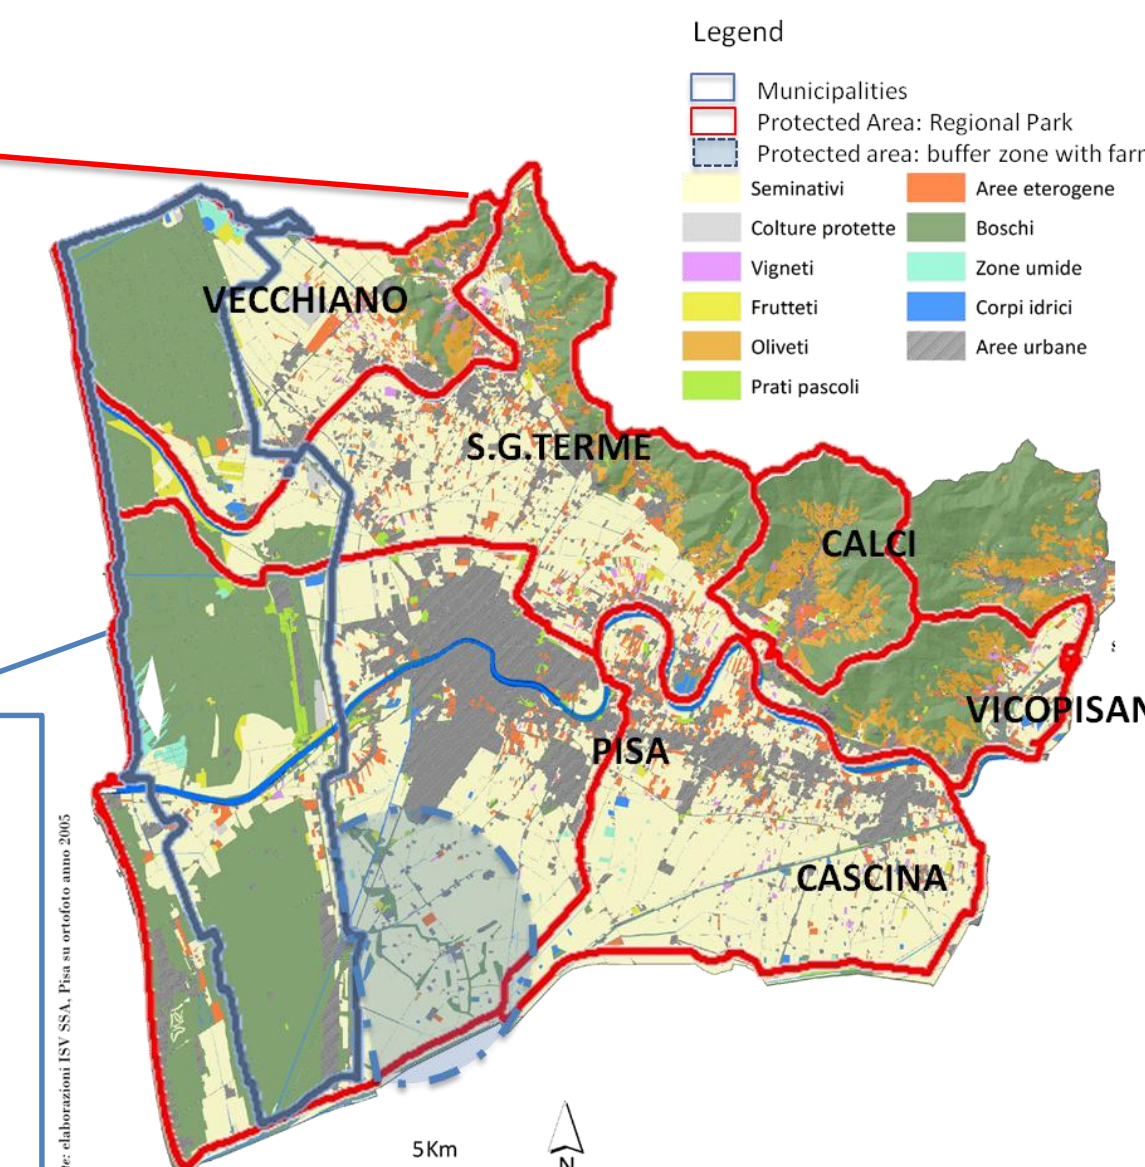 Legend
Municipalities
Protected Area: Regional Park
Protected area: buffer zone with farm
Seminativi
Aree eterogene
Colture protette
Boschi
Vigneti
Zone umide
Frutteti
Corpi idrici
Oliveti
Aree urbane
Prati pascoli
VECCHIANO
S.G.TERME
CALCI
VICOPISAN
PISA
CASCINA
elaborazioni ISV SSA, Pisa su ortofoto anno 2005
5Km
N